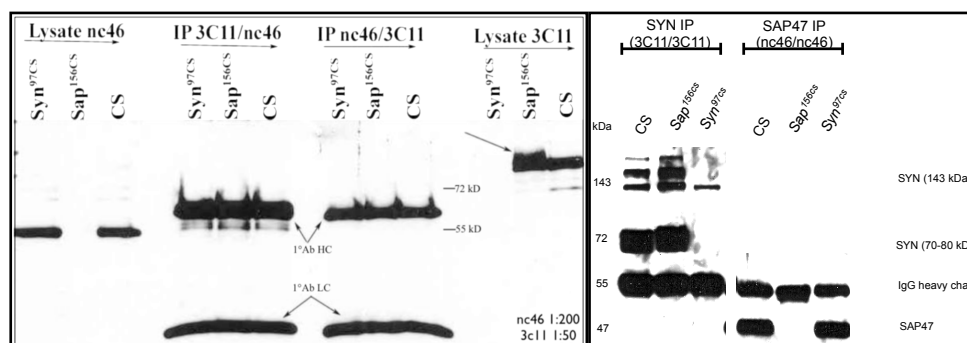 Lysate nc46
IP 3C11/nc46
IP nc46/3C11
Lysate 3C11
Syn97CS
Sap156CS
CS
Syn97CS
Sap156CS
CS
Syn97CS
Sap156CS
CS
Syn97CS
Sap156CS
CS
72 kD
55 kD
1°Ab HC
1°Ab LC
nc46 1:200
3c11 1:50
SYN IP
(3C11/3C11)
SAP47 IP
(nc46/nc46)
kDa
CS
Sap156cs
Syn97cs
CS
Sap156cs
Syn97cs
143
SYN (143 kDa
72
SYN (70-80 kD
55
IgG heavy cha
47
SAP47